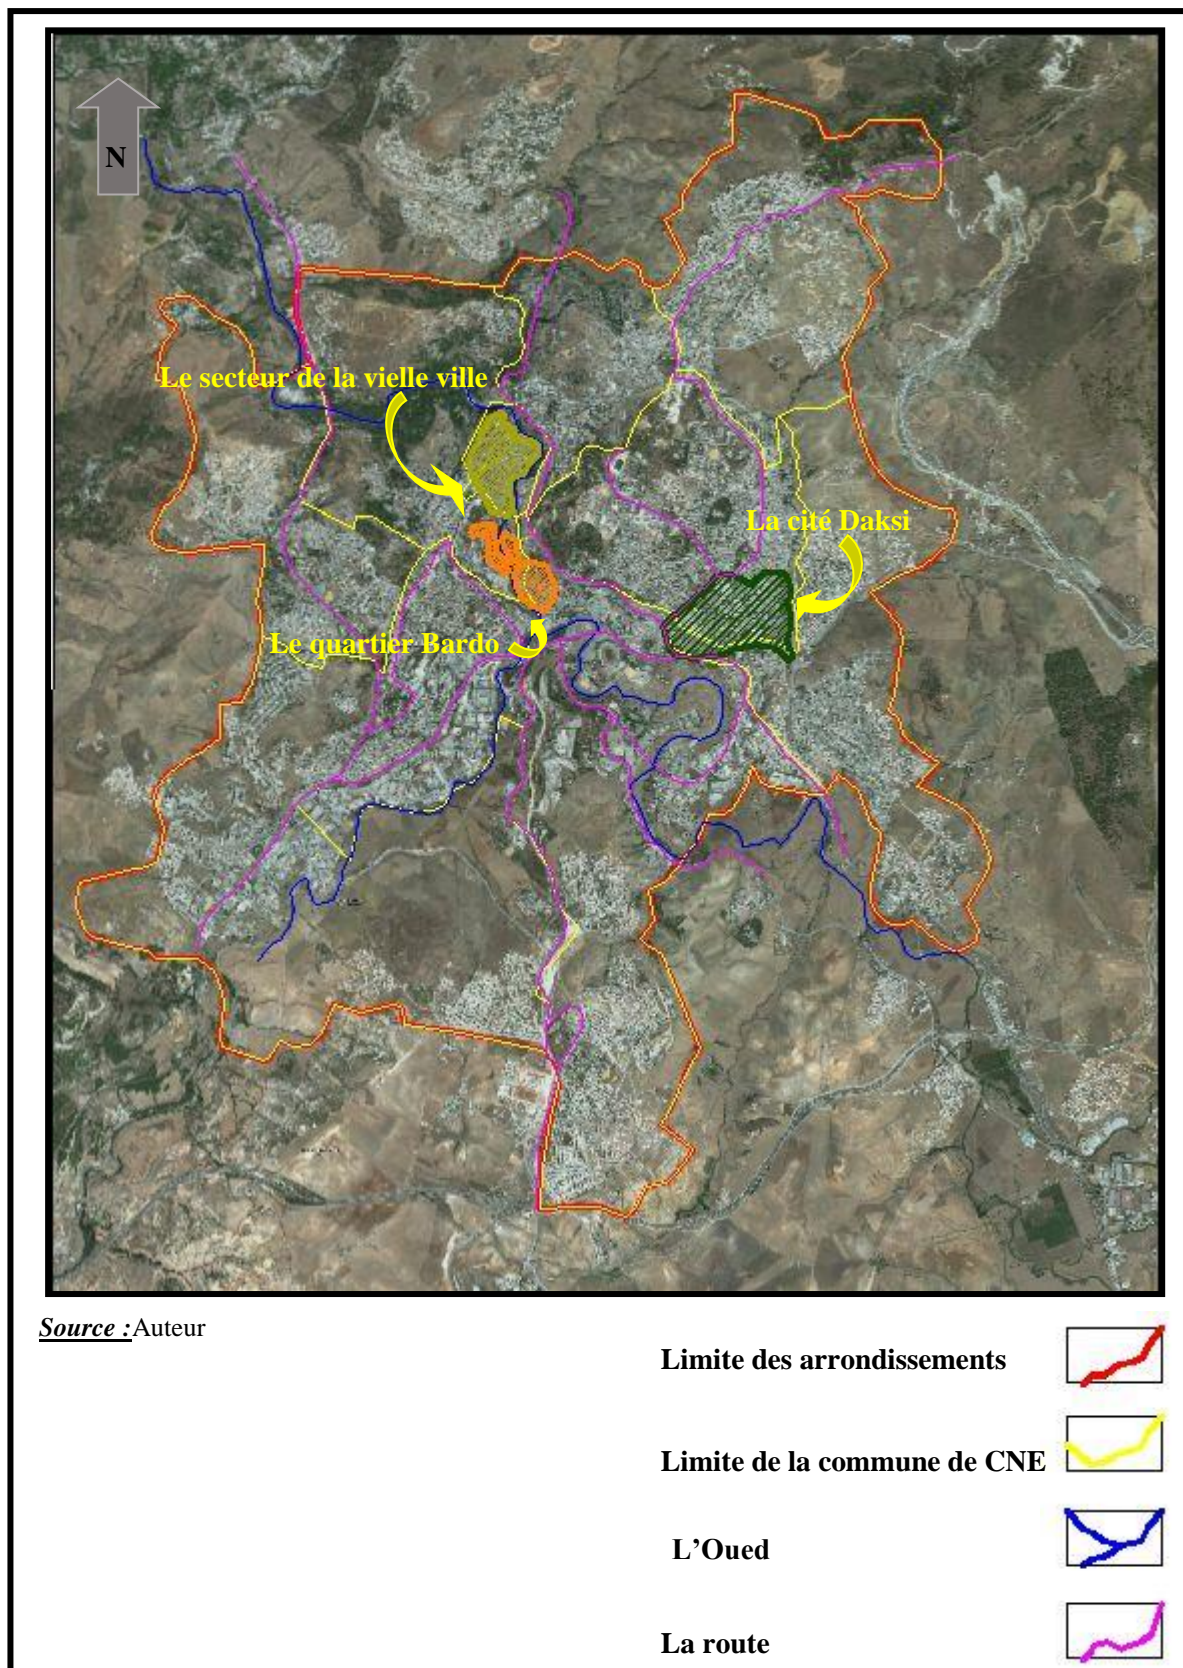 N
Le secteur de la vielle ville
La cité Daksi
Le quartier Bardo
Source :Auteur
Limite des arrondissements
Limite de la commune de CNE
L’Oued
La route